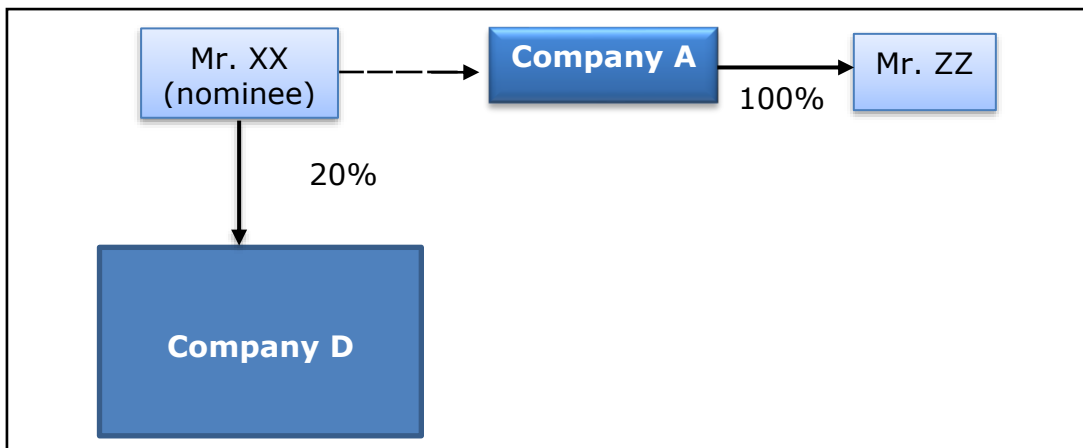 Mr. XX
(nominee)
Company A
Mr. ZZ
100%
20%
Company D